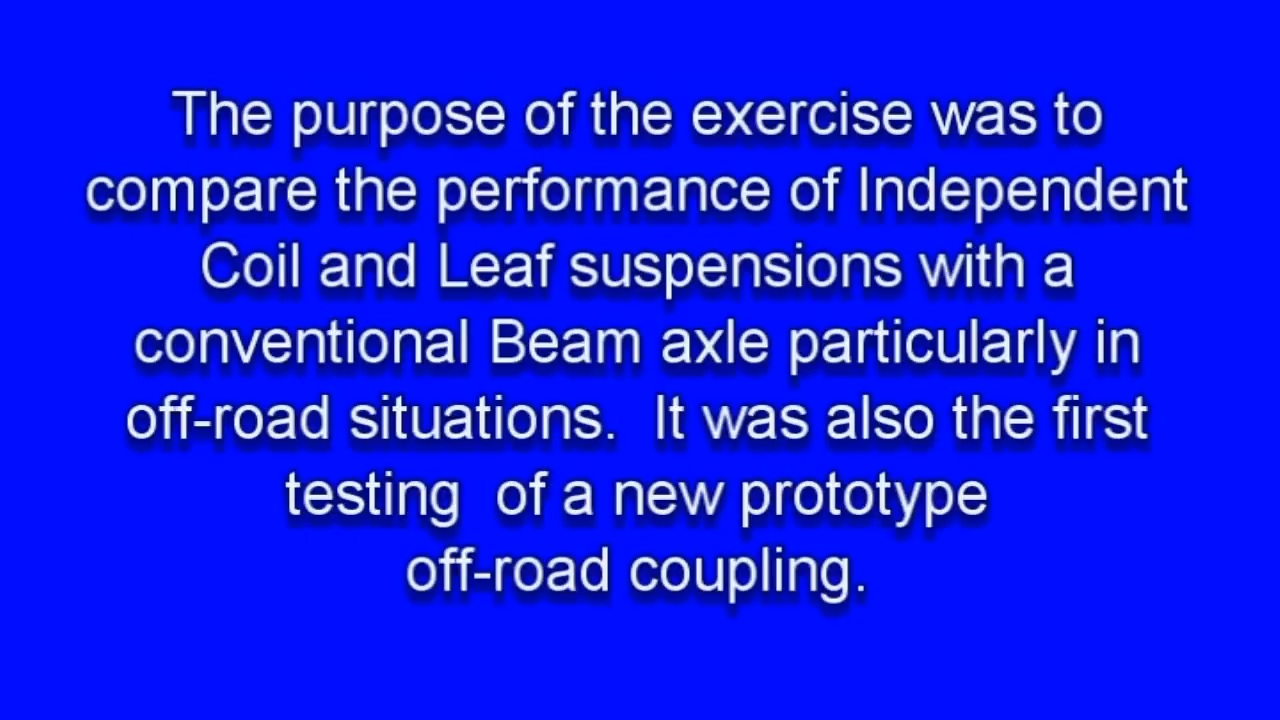 The purpose of the exercise was to
compare the performance of Independent
Coil and Leaf suspensions with a
conventional Beam axle particularly in
off-road situations.  It was also the first
testing  of a new prototype
off-road coupling.